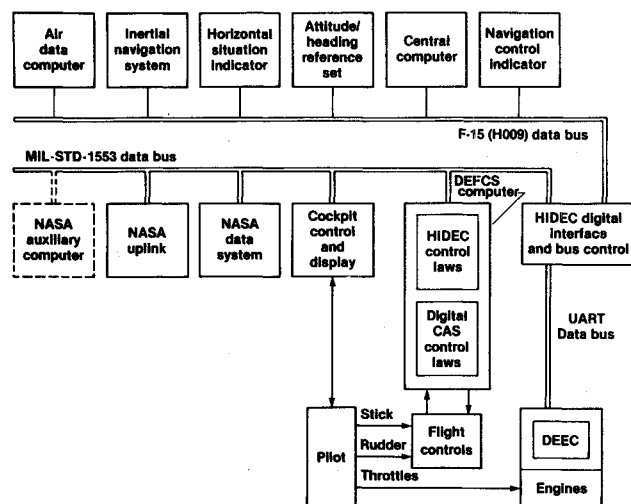 Air
data
computer
Inertial
navigation
system
Horizontal
situation
indicator
Attitude/
heading
reference
set
Central
computer
Navigation
control
indicator
F-15 (H009) data bus
MIL-STD-1553 data bus
DEFCS
computer
NASA
auxiliary
computer
NASA
uplink
NASA
data
system
Cockpit
control
and
display
HIDEC
control
laws
Digital
CAS
control
laws
HIDEC digital
interface
and bus control
UART
Data bus
Pilot
Stick
Rudder
Throttles
Flight
controls
DEEC
Engines